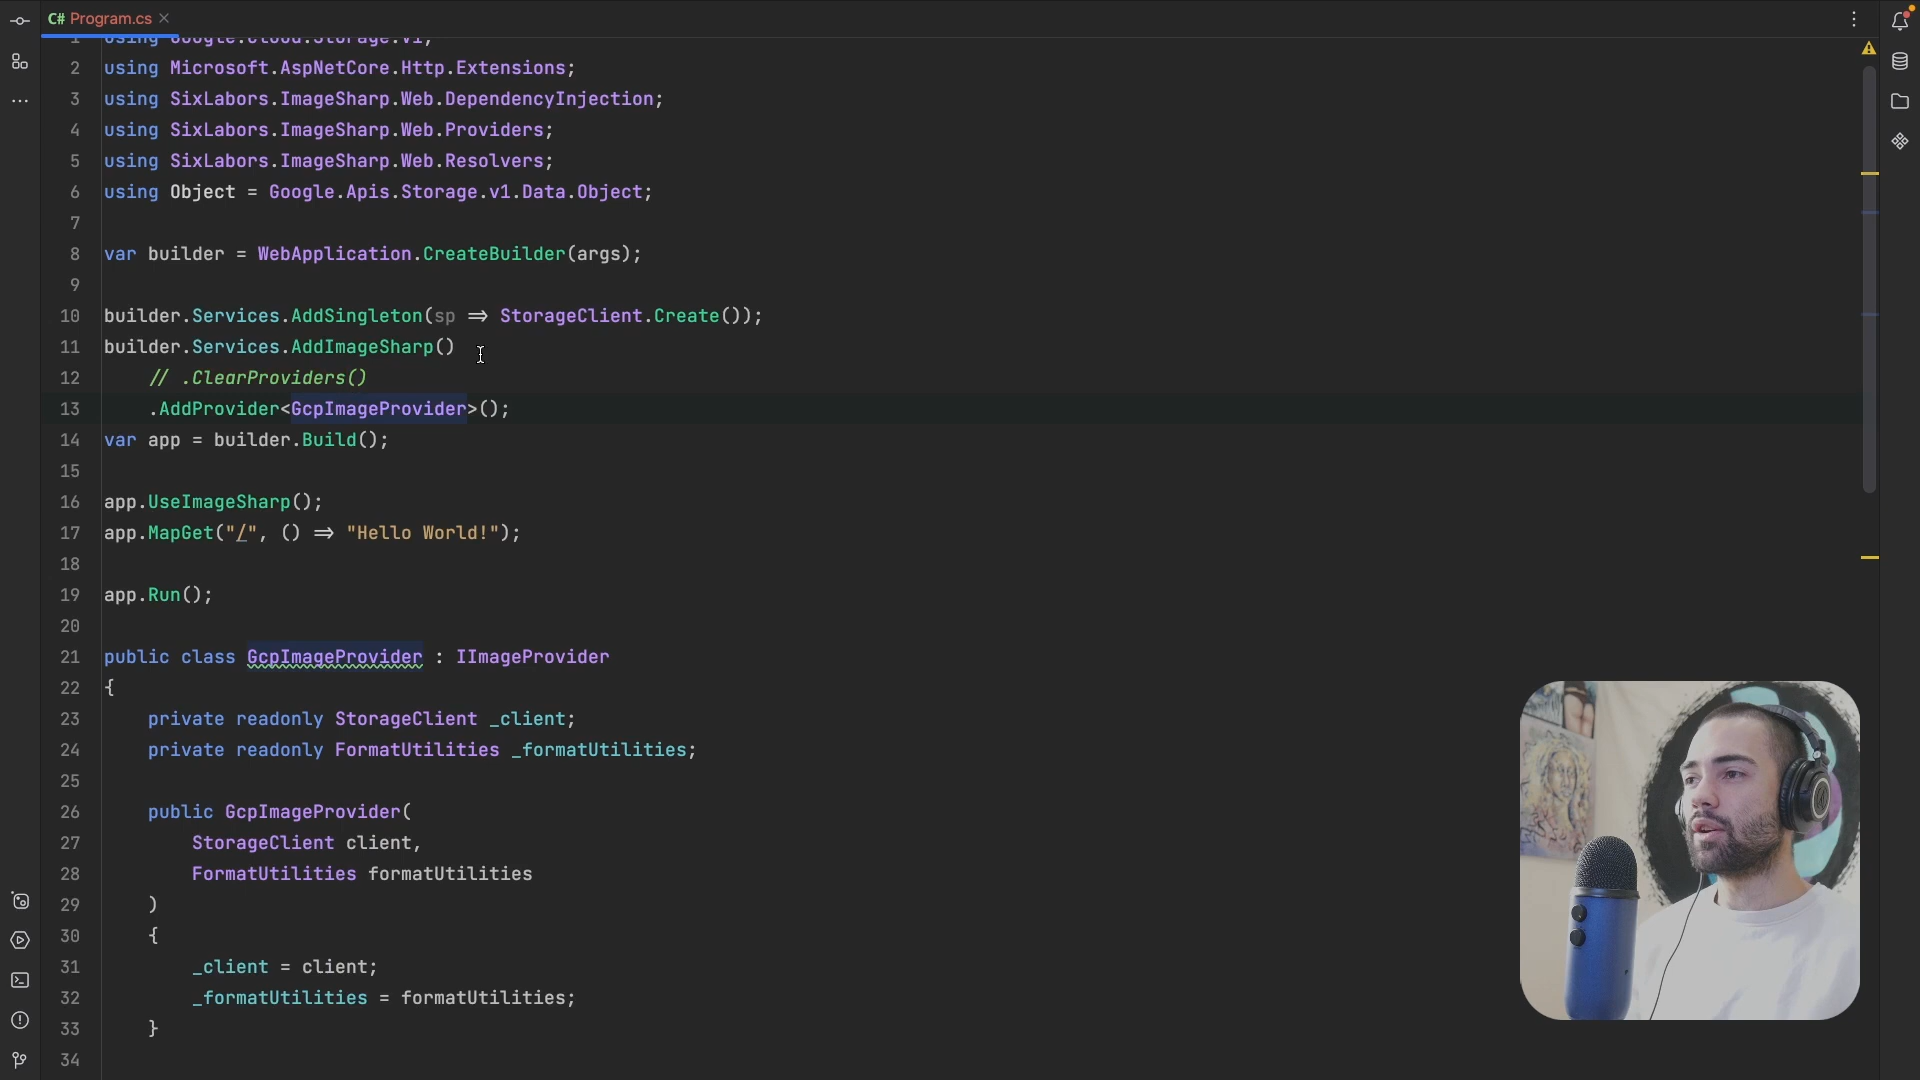 C# Program.cs
1 using Google.Cloud.Storage.V1;
2 using Microsoft.AspNetCore.Http.Extensions;
3 using SixLabors.ImageSharp.Web.DependencyInjection;
4 using SixLabors.ImageSharp.Web.Providers;
5 using SixLabors.ImageSharp.Web.Resolvers;
6 using Object = Google.Apis.Storage.v1.Data.Object;
7
8 var builder = WebApplication.CreateBuilder(args);
9
10 builder.Services.AddSingleton(sp => StorageClient.Create());
11 builder.Services.AddImageSharp()
12 // .ClearProviders()
13 .AddProvider<GcpImageProvider>();
14 var app = builder.Build();
15
16 app.UseImageSharp();
17 app.MapGet("/", () => "Hello World!");
18
19 app.Run();
20
21 public class GcpImageProvider : IImageProvider
22 {
23 private readonly StorageClient _client;
24 private readonly FormatUtilities _formatUtilities;
25
26 public GcpImageProvider(
27 StorageClient client,
28 FormatUtilities formatUtilities
29 )
30 {
31 _client = client;
32 _formatUtilities = formatUtilities;
33 }
34